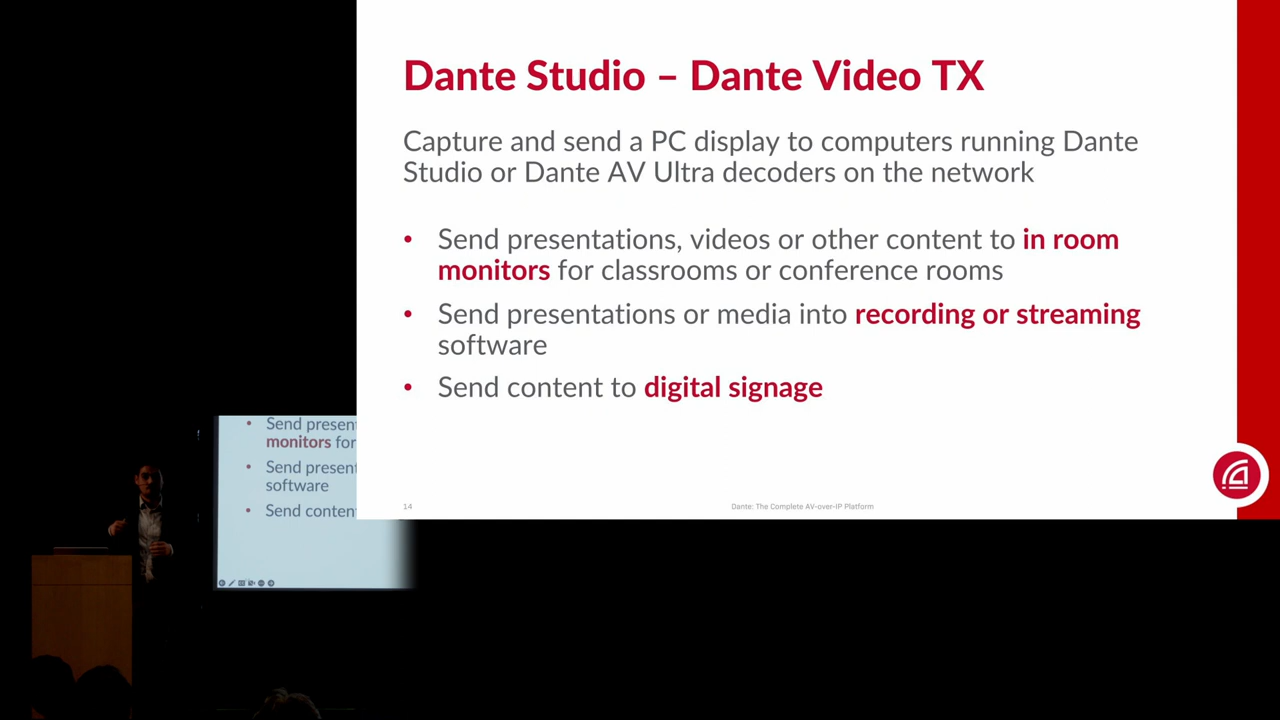 Dante Studio – Dante Video TX
Capture and send a PC display to computers running Dante
Studio or Dante AV Ultra decoders on the network
• Send presentations, videos or other content to in room
monitors for classrooms or conference rooms
• Send presentations or media into recording or streaming
software
• Send content to digital signage
14
Dante: The Complete AV-over-IP Platform
• Send presen
monitors for
• Send presen
software
• Send conten